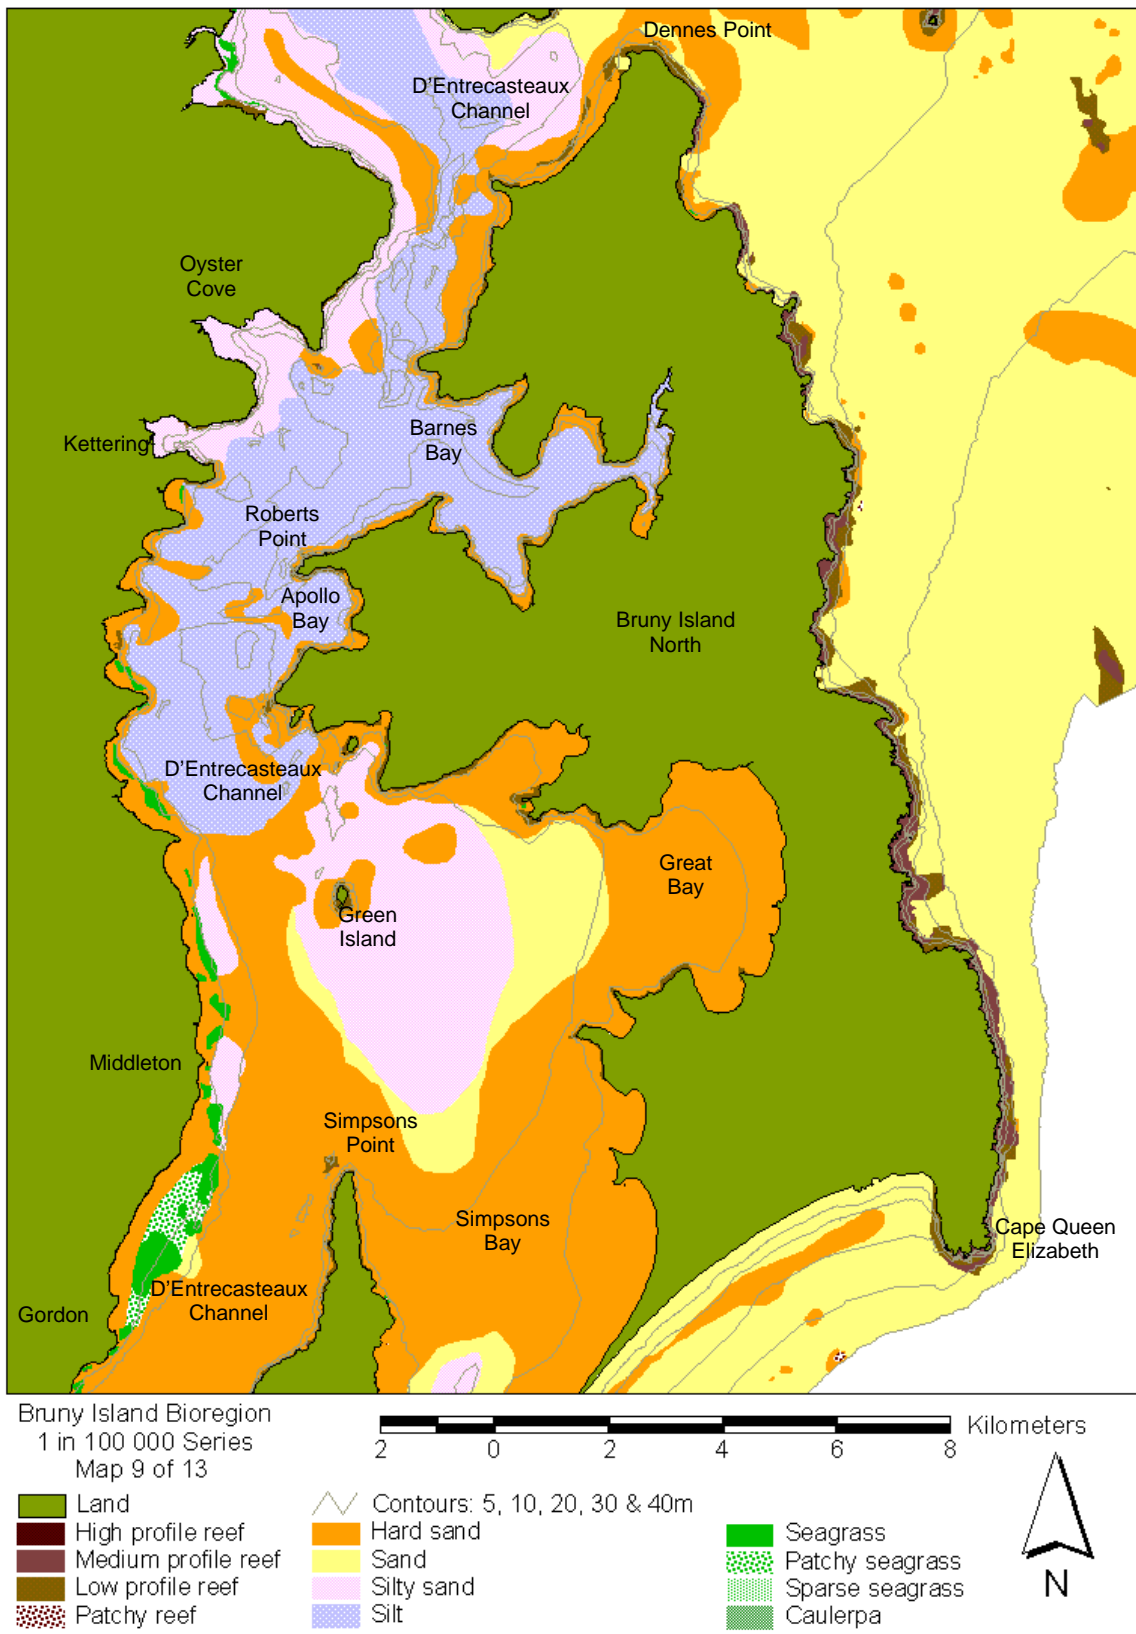 Dennes Point
D'Entrecasteaux
Channel
Oyster
Cove
Kettering
Barnes
Bay
Roberts
Point
Apollo
Bay
Bruny Island
North
D'Entrecasteaux
Channel
Great
Bay
Green
Island
Middleton
Simpsons
Point
Simpsons
Bay
Cape Queen
Elizabeth
D'Entrecasteaux
Channel
Gordon
Bruny Island Bioregion
1 in 100 000 Series
Map 9 of 13
2 0 2 4 6 8 Kilometers
Land
High profile reef
Medium profile reef
Low profile reef
Patchy reef
Contours: 5, 10, 20, 30 & 40m
Hard sand
Sand
Silty sand
Silt
Seagrass
Patchy seagrass
Sparse seagrass
Caulerpa
N